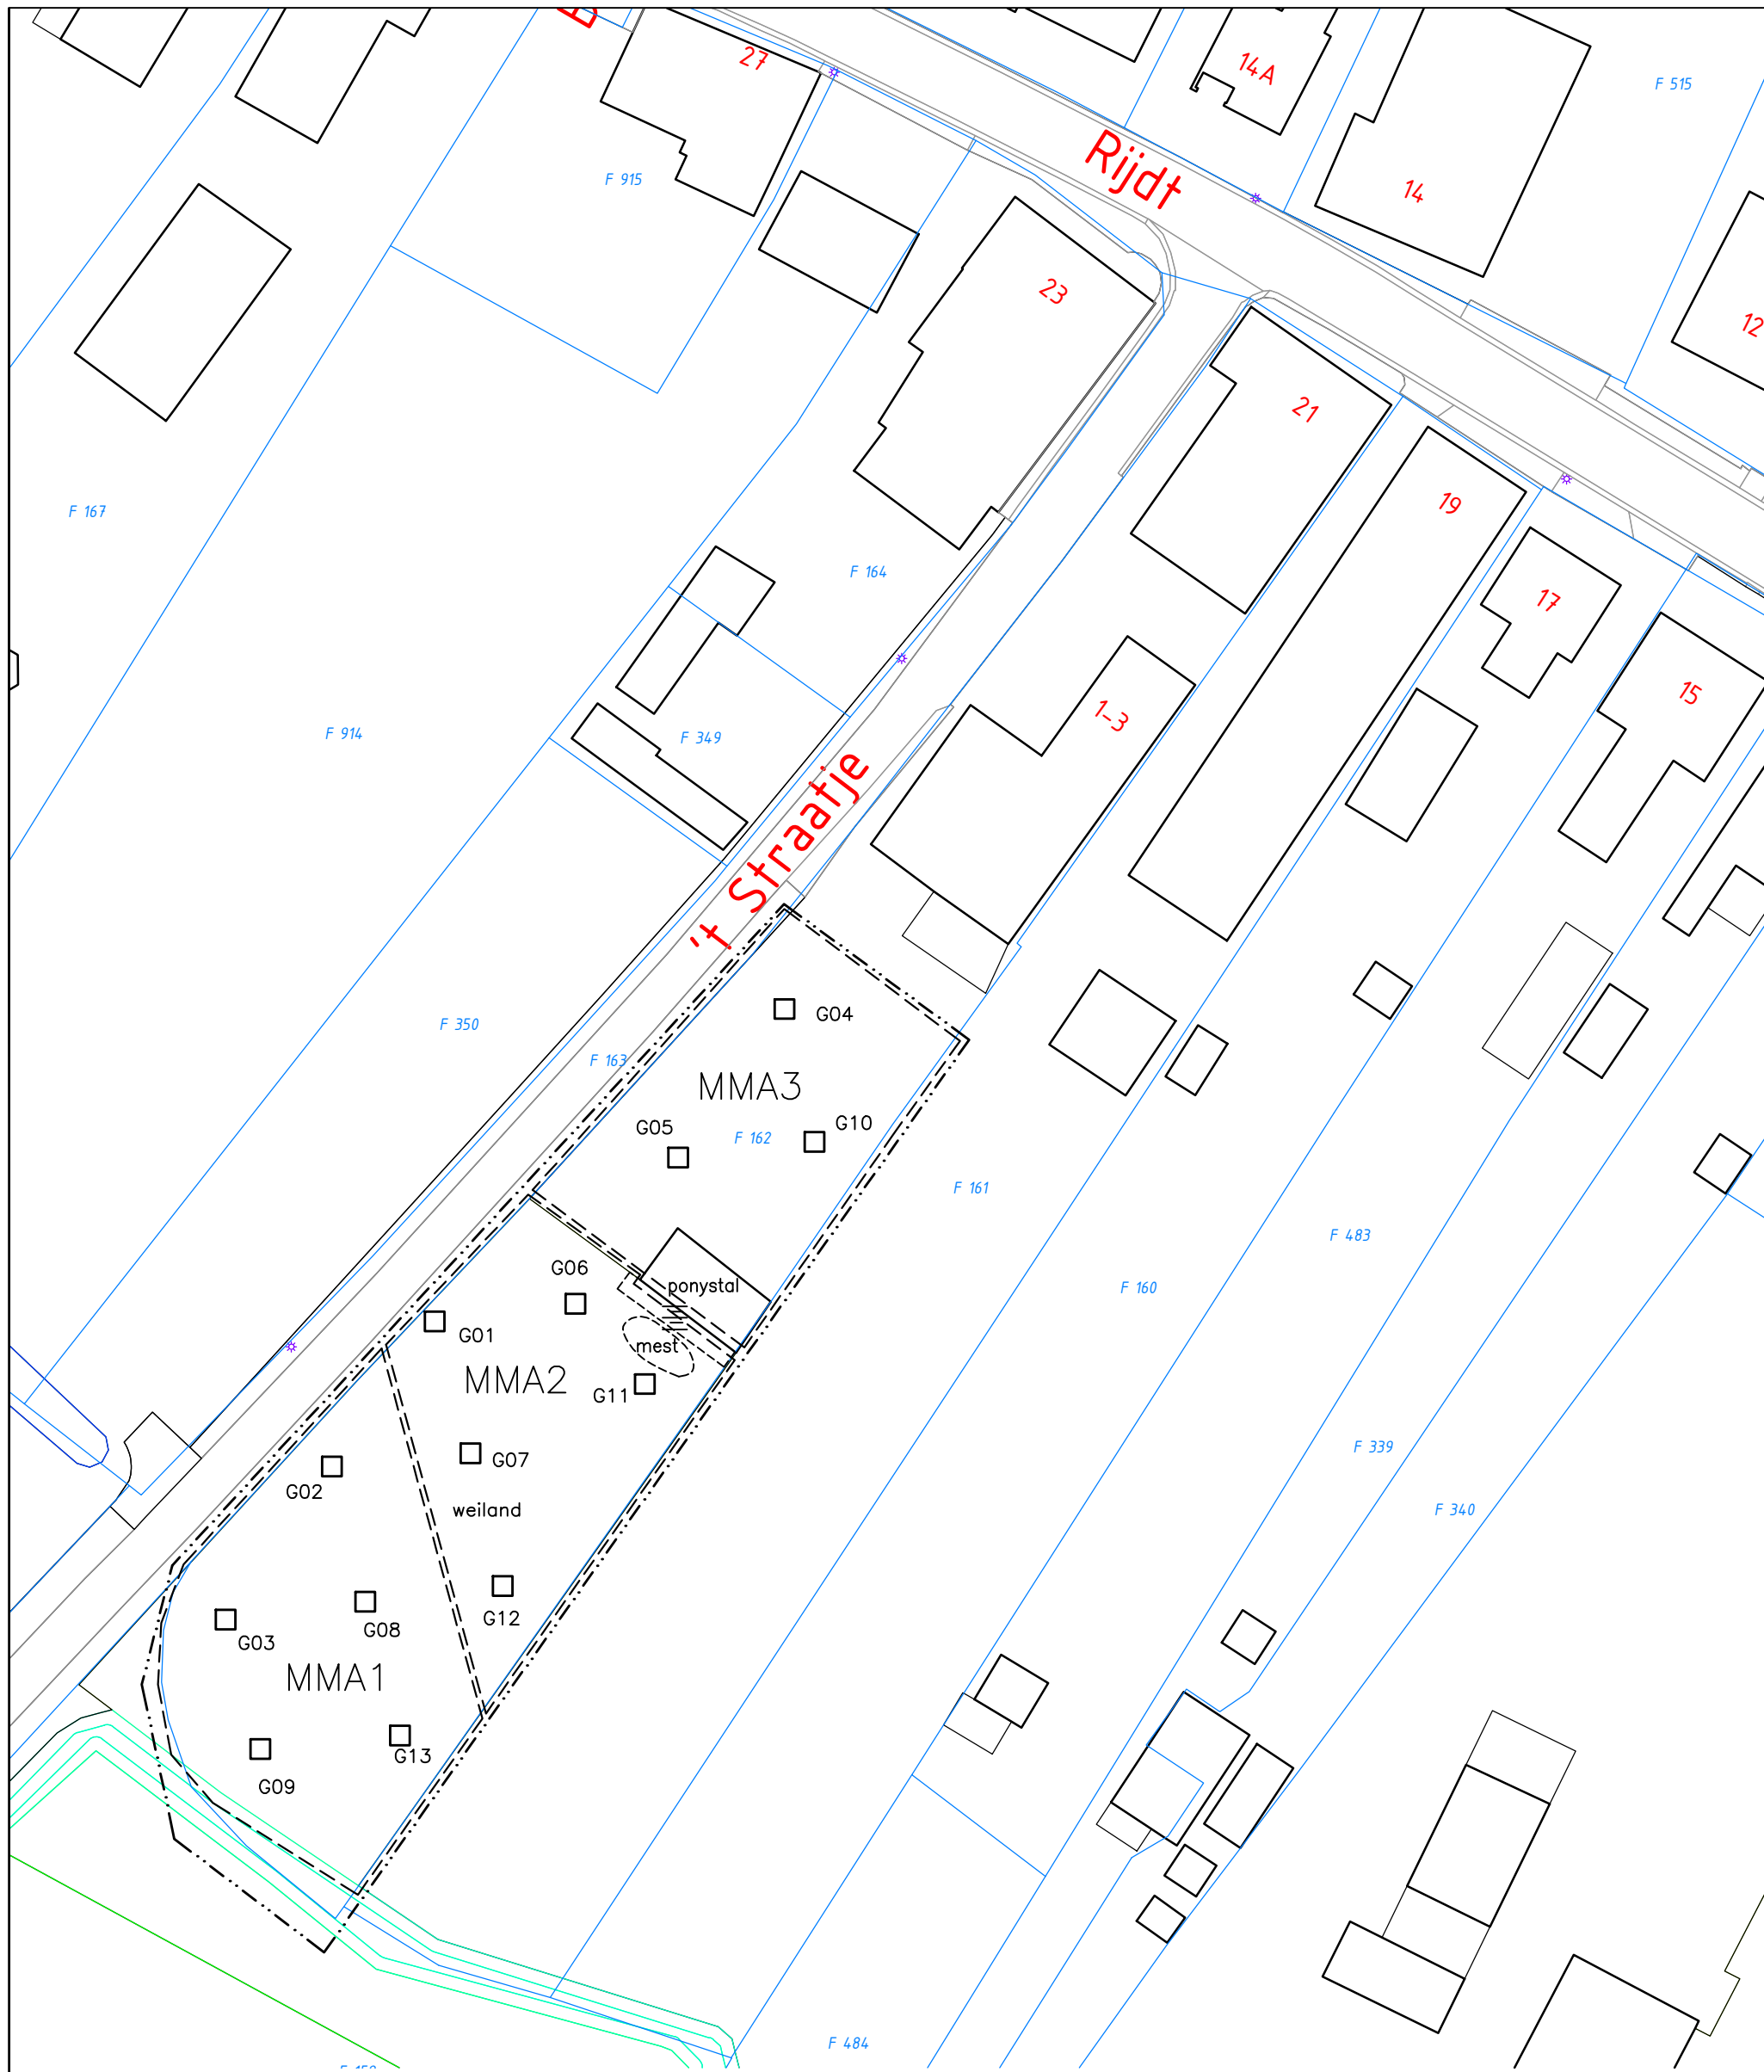 27
14A
F 515
Rijdt
F 915
14
23
12
21
F 167
19
F 164
17
F 914
F 349
15
1-3
't Straatje
G04
F 350
F 163
MMA3
G05
F 162
G10
F 161
F 483
G06
ponystal
F 160
G01
mest
MMA2
G11
F 339
G07
G02
weiland
F 340
G12
G08
G03
MMA1
G13
G09
F 484